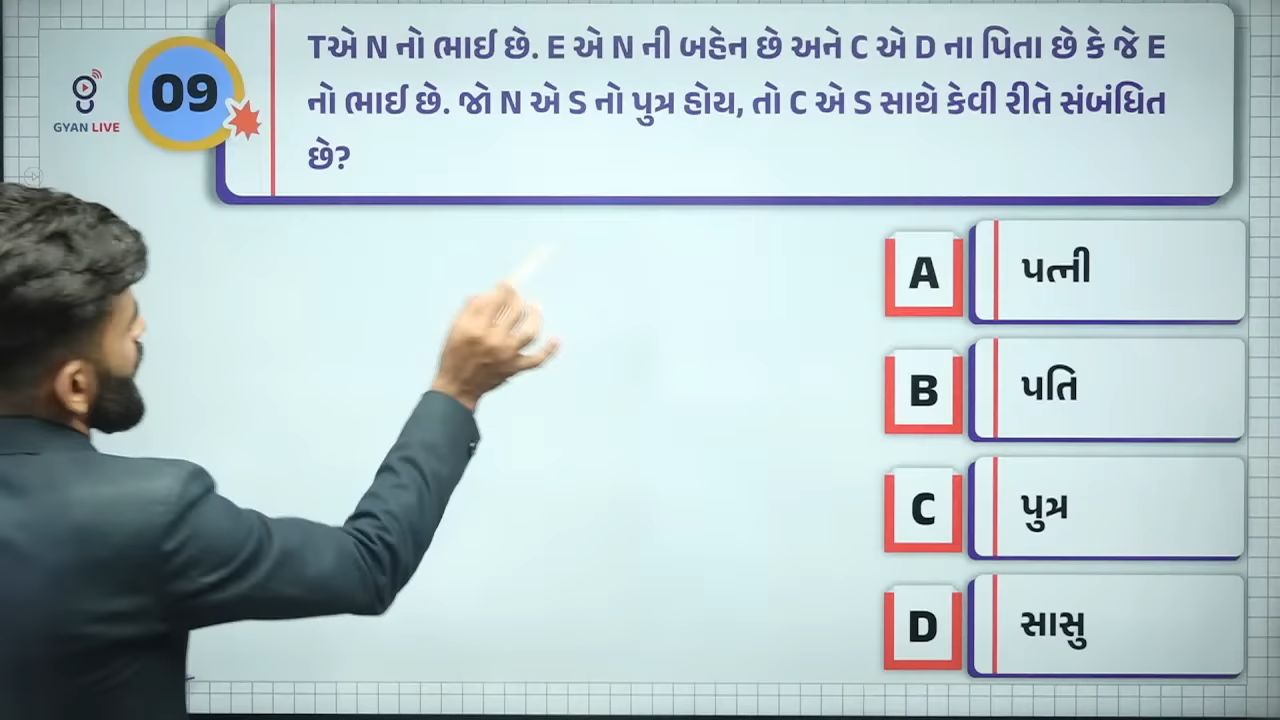 09
GYAN LIVE
Tએ N નો ભાઈ છે. E એ N ની બહેન છે અને C એ D ના પિતા છે કે જે E
નો ભાઈ છે. જો N એ S નો પુત્ર હોય, તો C એ S સાથે કેવી રીતે સંબંધિત
છે?
A પત્ની
B પતિ
C પુત્ર
D સાસુ